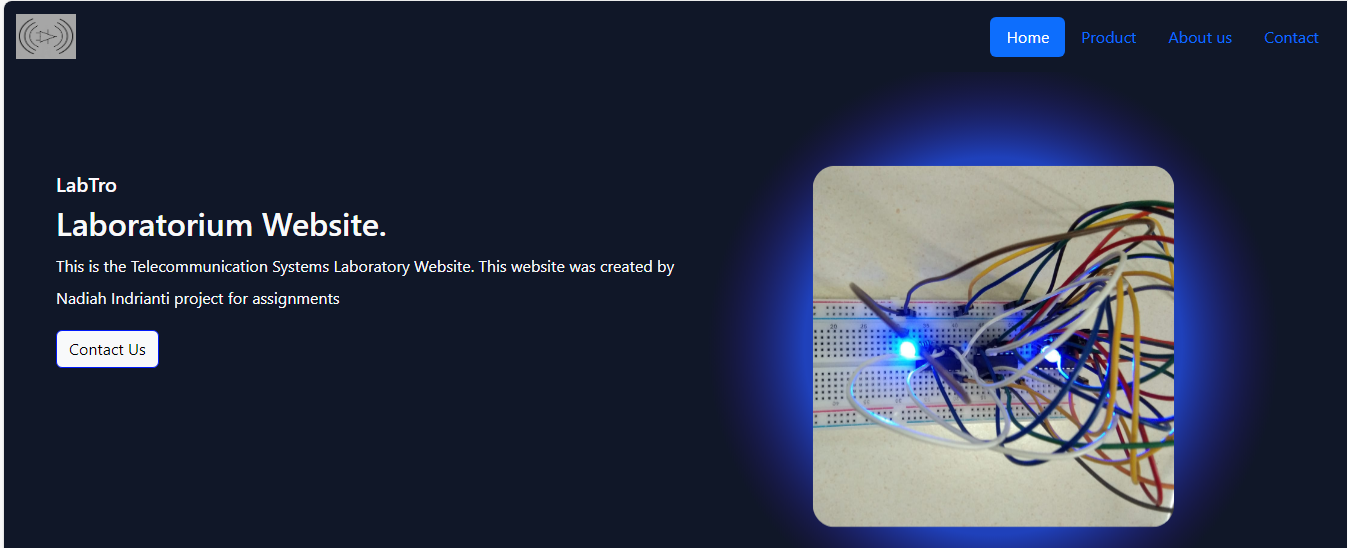 Home Product About us Contact
LabTro
Laboratorium Website.
This is the Telecommunication Systems Laboratory Website. This website was created by
Nadiah Indrianti project for assignments
Contact Us